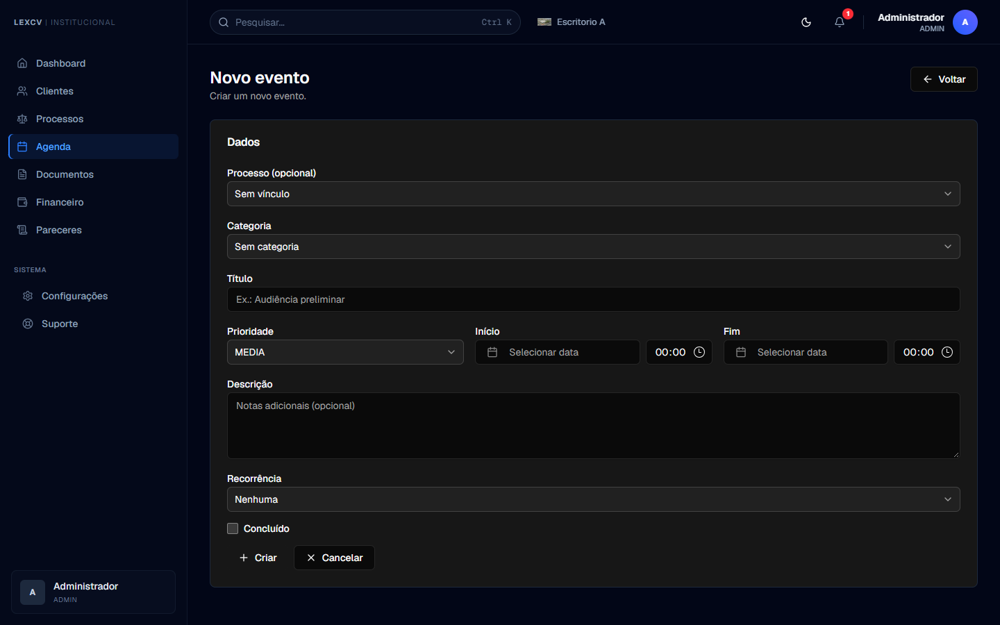 LEXCV | INSTITUCIONAL
Pesquisar... Ctrl K
Escritorio A
1
Administrador
ADMIN
A
Dashboard
Clientes
Processos
Agenda
Documentos
Financeiro
Pareceres
SISTEMA
Configurações
Suporte
A
Administrador
ADMIN
Novo evento
Criar um novo evento.
Voltar
Dados
Processo (opcional)
Sem vínculo
Categoria
Sem categoria
Título
Ex.: Audiência preliminar
Prioridade Início Fim
MEDIA Selecionar data 00:00 Selecionar data 00:00
Descrição
Notas adicionais (opcional)
Recorrência
Nenhuma
Concluído
Criar Cancelar